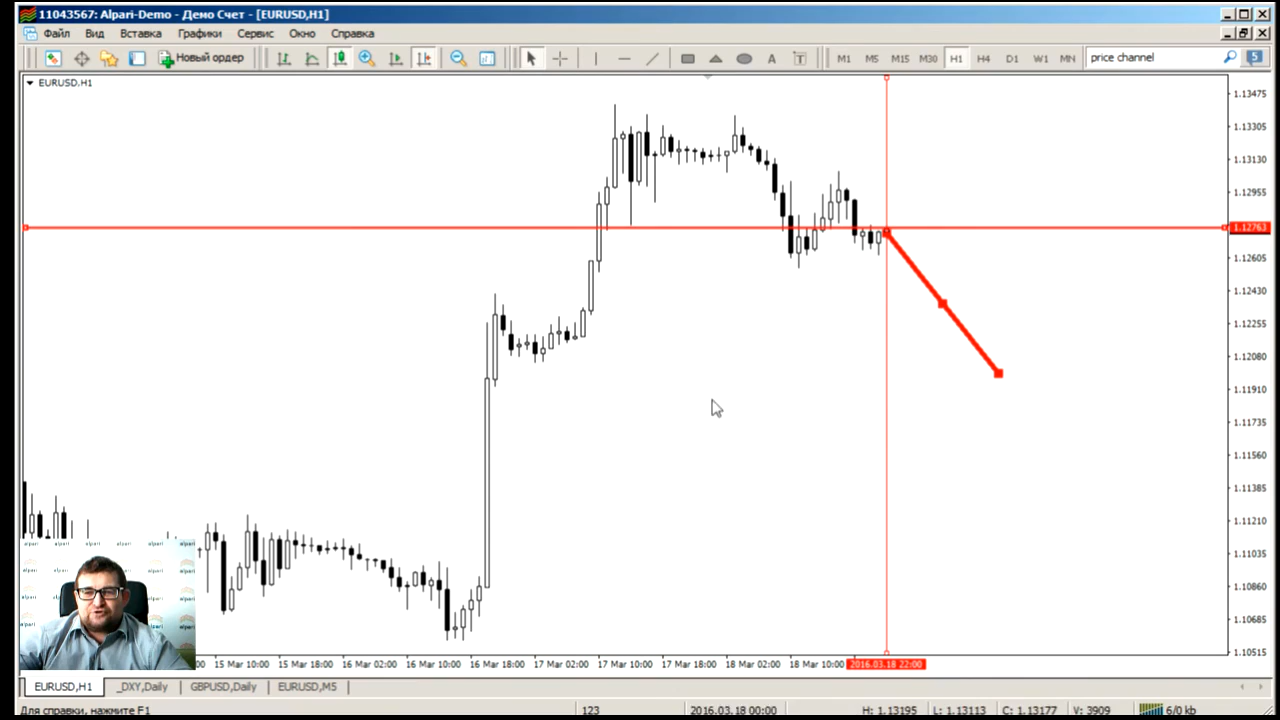 11043567: Alpari-Demo - Демо Счет - [EURUSD,H1]
Файл Вид Вставка Графики Сервис Окно Справка
Новый ордер A T M1 M5 M15 M30 H1 H4 D1 W1 MN price channel 5
EURUSD,H1
1.13475
1.13305
1.13130
1.12955
1.12763
1.12605
1.12430
1.12255
1.12080
1.11910
1.11735
1.11560
1.11385
1.11210
1.11035
1.10860
1.10685
1.10515
alpari alpari alpari alpari
15 Mar 10:00 15 Mar 18:00 16 Mar 02:00 16 Mar 10:00 16 Mar 18:00 17 Mar 02:00 17 Mar 10:00 17 Mar 18:00 18 Mar 02:00 18 Mar 10:00 2016.03.18 22:00
EURUSD,H1 _DXY,Daily GBPUSD,Daily EURUSD,M5
Для справки, нажмите F1 123 2016.03.18 00:00 H: 1.13195 L: 1.13113 C: 1.13177 V: 3909 6/0 kb